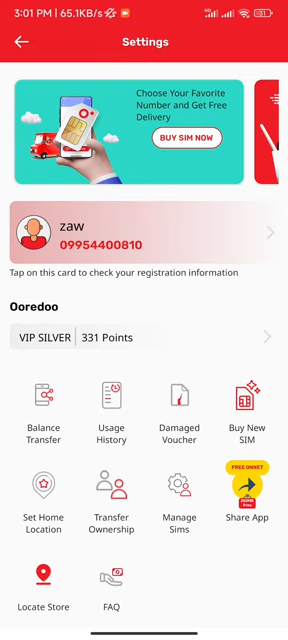 3:01 PM | 65.1KB/s
51
Settings
Choose Your Favorite
Number and Get Free
Delivery
BUY SIM NOW
zaw
09954400810
Tap on this card to check your registration information
Ooredoo
VIP SILVER | 331 Points
Balance
Transfer
Usage
History
Damaged
Voucher
Buy New
SIM
FREE ONNET
Set Home
Location
Transfer
Ownership
Manage
Sims
Share App
Locate Store
FAQ